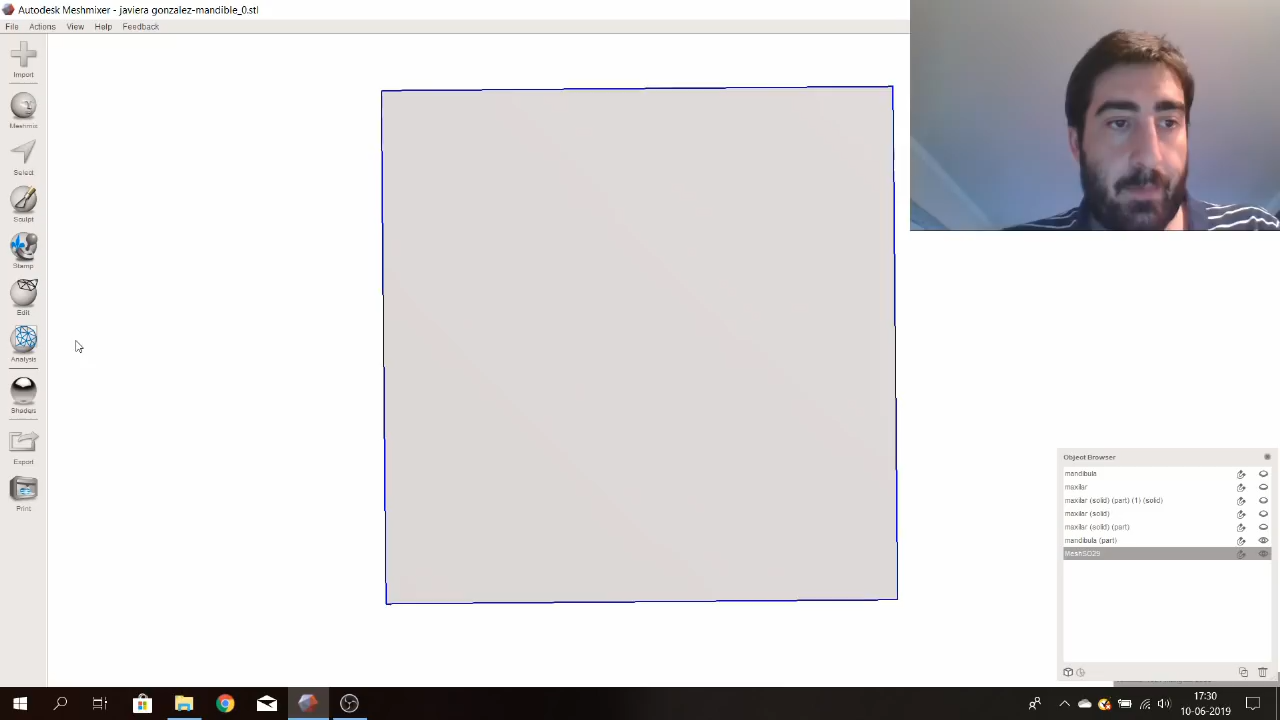 Autodesk Meshmixer - javiera gonzalez-mandible_0.stl
File Actions View Help Feedback
Import
Meshmix
Select
Sculpt
Stamp
Edit
Analysis
Shaders
Export
Print
Object Browser
mandibula
maxilar
maxilar (solid) (part) (1) (solid)
maxilar (solid)
maxilar (solid) (part)
mandibula (part)
MeshSO29
17:30
10-06-2019